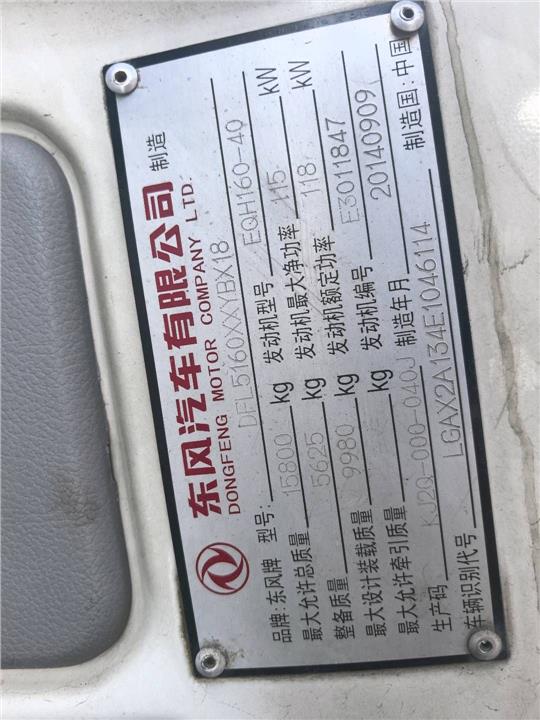 东风汽车有限公司 制造
DONGFENG MOTOR COMPANY LTD.
品牌: 东风牌 型号: DFL5160XXYBX18
最大允许总质量 15800 kg 发动机型号 EQH160-40
整备质量 5625 kg 发动机最大净功率 115 kW
最大设计装载质量 9980 kg 发动机额定功率 118 kW
最大允许牵引质量 kg 发动机编号 E3011847
生产码 KJ2Q-000-040J 制造年月 20140909
车辆识别代号 LGAX2A134E1046114 制造国: 中国